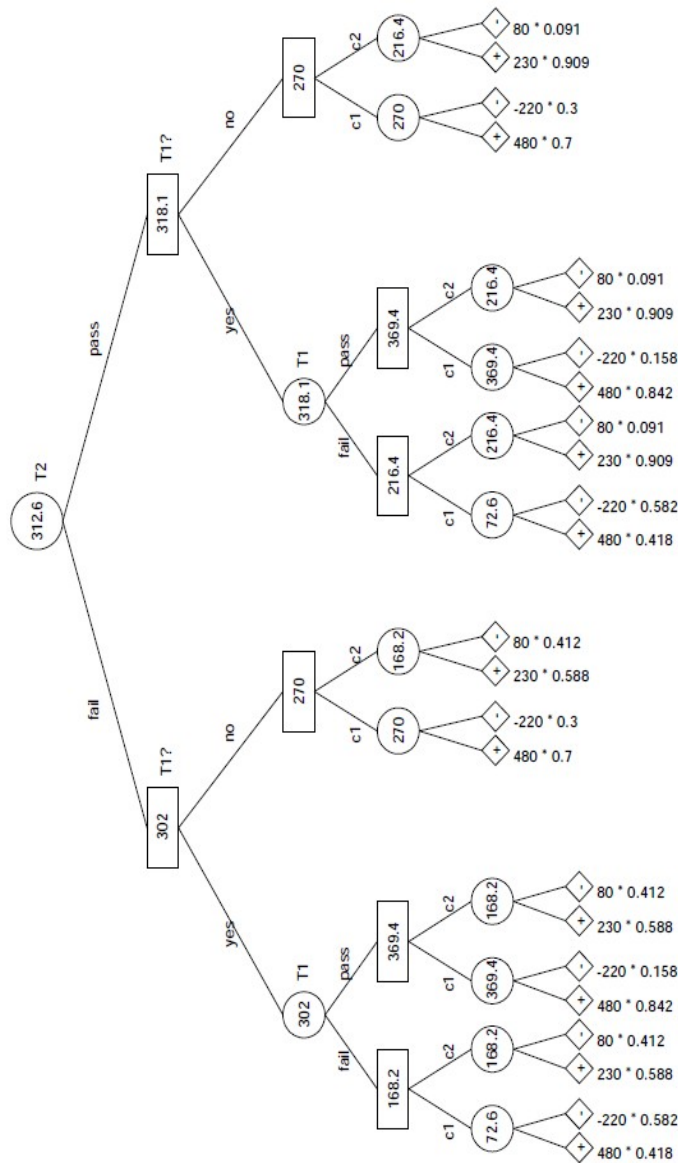 T2
312.6
fail
pass
T1?
302
T1?
318.1
yes
no
yes
no
T1
302
270
T1
318.1
270
fail
pass
c1
c2
fail
pass
c1
c2
168.2
369.4
270
168.2
216.4
369.4
270
216.4
c1
c2
c1
c2
c1
c2
c1
c2
72.6
168.2
369.4
168.2
72.6
216.4
369.4
216.4
+
480 * 0.418
-
-220 * 0.582
+
230 * 0.588
-
80 * 0.412
+
480 * 0.842
-
-220 * 0.158
+
230 * 0.588
-
80 * 0.412
+
480 * 0.7
-
-220 * 0.3
+
230 * 0.588
-
80 * 0.412
+
480 * 0.418
-
-220 * 0.582
+
230 * 0.909
-
80 * 0.091
+
480 * 0.842
-
-220 * 0.158
+
230 * 0.909
-
80 * 0.091
+
480 * 0.7
-
-220 * 0.3
+
230 * 0.909
-
80 * 0.091